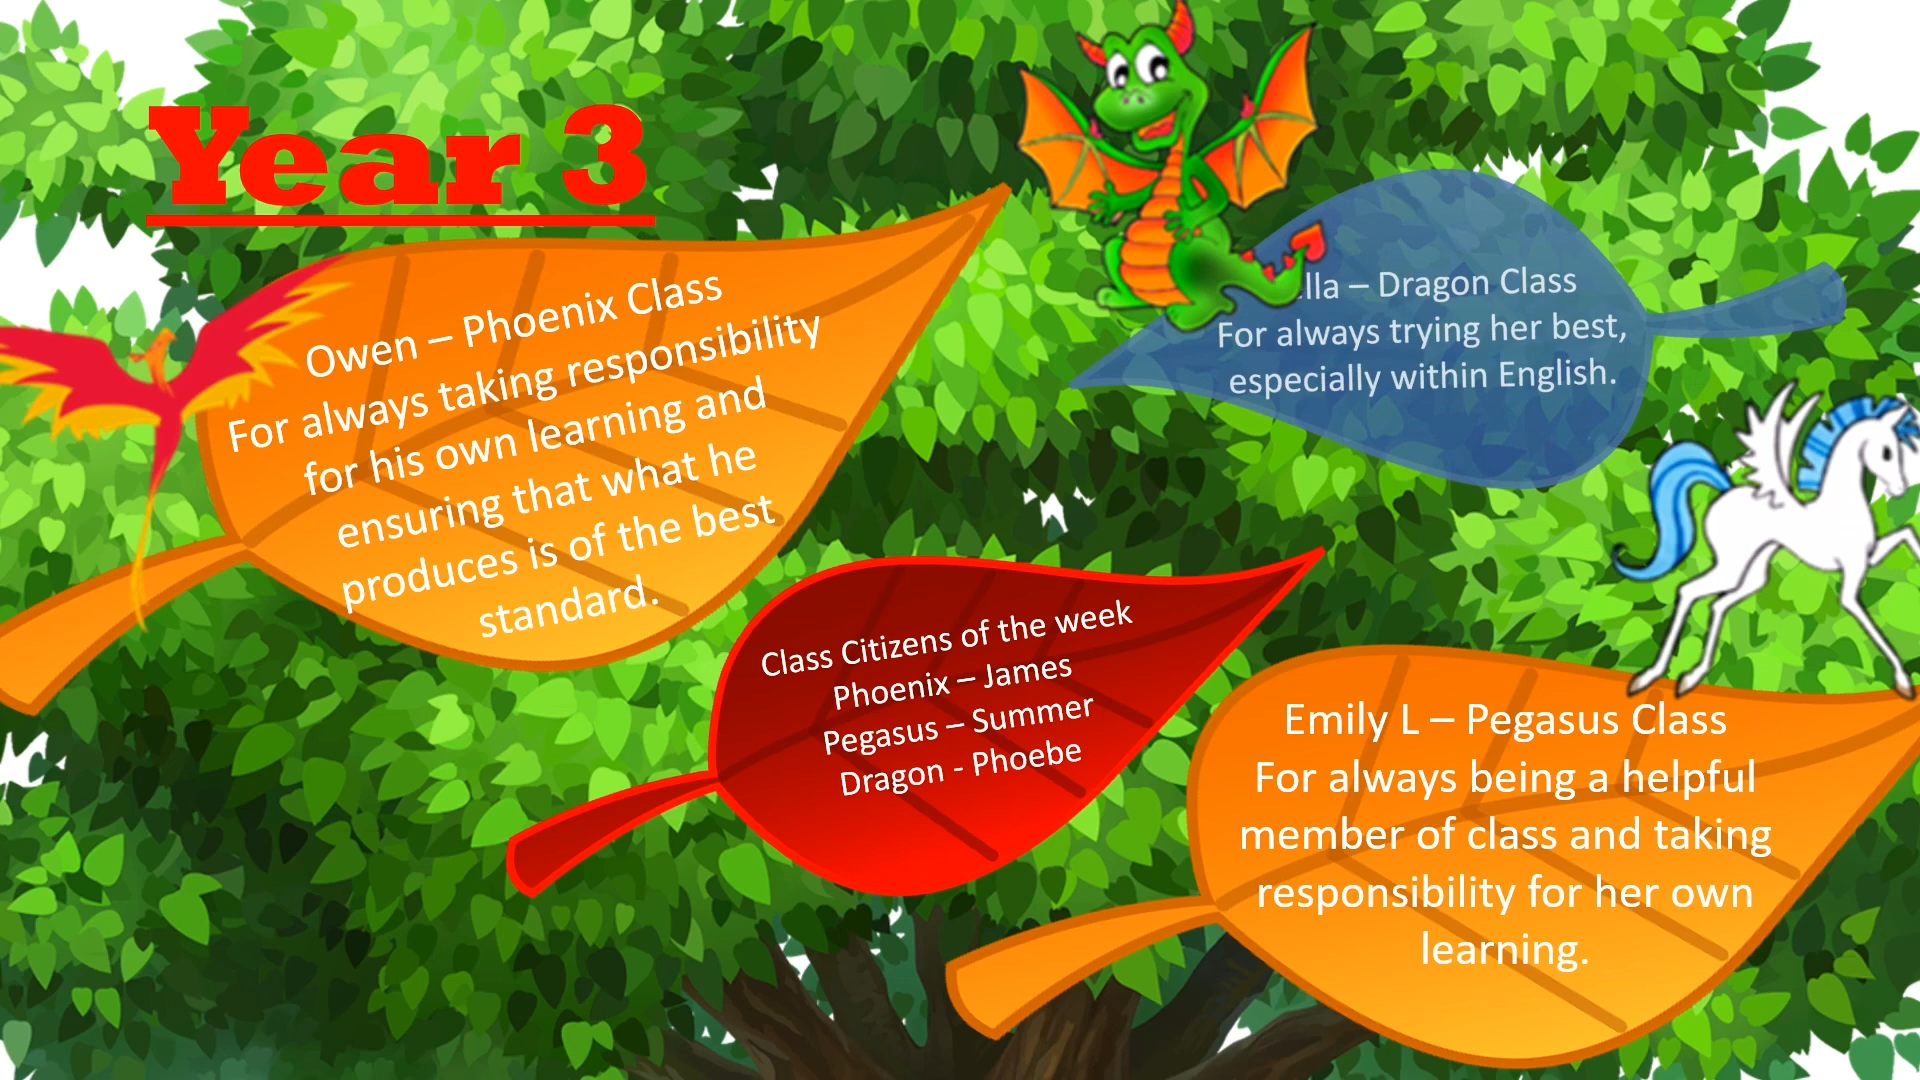 Year 3
Owen – Phoenix Class
For always taking responsibility
for his own learning and
ensuring that what he
produces is of the best
standard.
– Dragon Class
For always trying her best,
especially within English.
Class Citizens of the week
Phoenix – James
Pegasus – Summer
Dragon - Phoebe
Emily L – Pegasus Class
For always being a helpful
member of class and taking
responsibility for her own
learning.